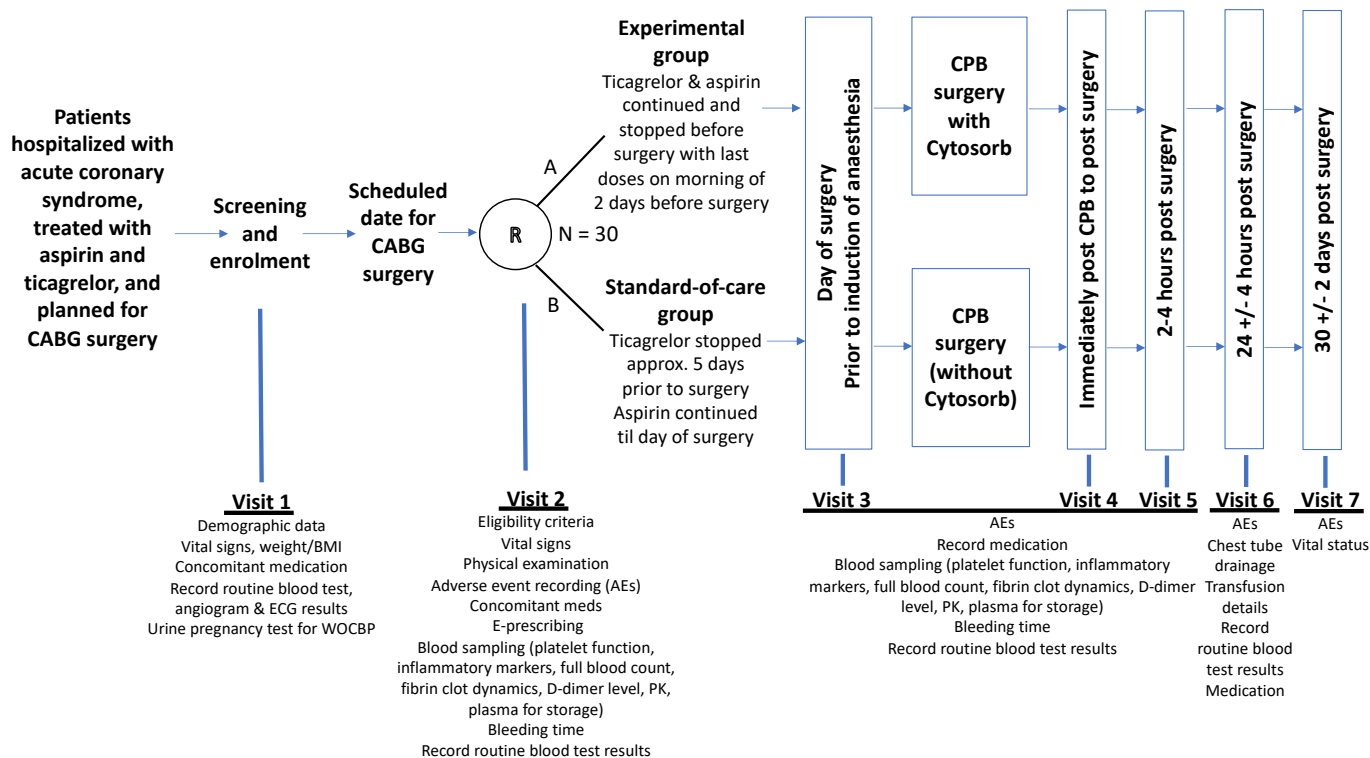 Patients
hospitalized with
acute coronary
syndrome,
treated with
aspirin and
ticagrelor, and
planned for
CABG surgery
Screening
and
enrolment
Scheduled
date for
CABG
surgery
R
N = 30
A
B
Experimental
group
Ticagrelor & aspirin
continued and
stopped before
surgery with last
doses on morning of
2 days before surgery
Standard-of-care
group
Ticagrelor stopped
approx. 5 days
prior to surgery
Aspirin continued
til day of surgery
Day of surgery
Prior to induction of anaesthesia
CPB
surgery
with
Cytosorb
CPB
surgery
(without
Cytosorb)
Immediately post CPB to post surgery
2-4 hours post surgery
24 +/- 4 hours post surgery
30 +/- 2 days post surgery
Visit 1
Demographic data
Vital signs, weight/BMI
Concomitant medication
Record routine blood test,
angiogram & ECG results
Urine pregnancy test for WOCBP
Visit 2
Eligibility criteria
Vital signs
Physical examination
Adverse event recording (AEs)
Concomitant meds
E-prescribing
Blood sampling (platelet function,
inflammatory markers, full blood count,
fibrin clot dynamics, D-dimer level, PK,
plasma for storage)
Bleeding time
Record routine blood test results
Visit 3
Visit 4
Visit 5
AEs
Record medication
Blood sampling (platelet function, inflammatory
markers, full blood count, fibrin clot dynamics, D-dimer
level, PK, plasma for storage)
Bleeding time
Record routine blood test results
Visit 6
AEs
Chest tube
drainage
Transfusion
details
Record
routine blood
test results
Medication
Visit 7
AEs
Vital status